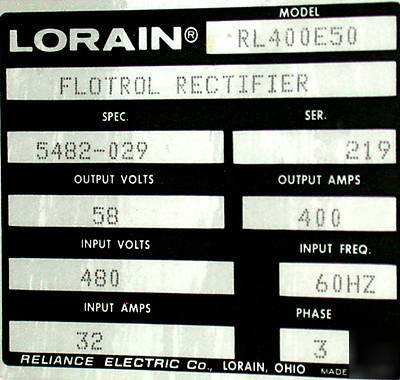 MODEL
LORAIN® RL400E50
FLOTROL RECTIFIER
SPEC. SER.
5482-029 219
OUTPUT VOLTS OUTPUT AMPS
58 400
INPUT VOLTS INPUT FREQ.
480 60HZ
INPUT AMPS PHASE
32 3
RELIANCE ELECTRIC Co., LORAIN, OHIO MADE